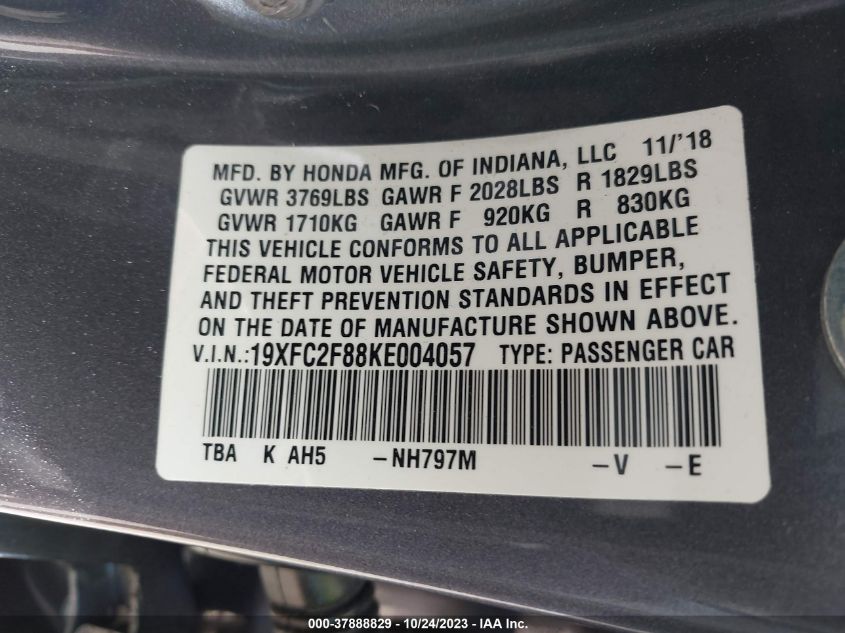 MFD. BY HONDA MFG. OF INDIANA, LLC 11/'18
GVWR 3769LBS GAWR F 2028LBS R 1829LBS
GVWR 1710KG GAWR F 920KG R 830KG
THIS VEHICLE CONFORMS TO ALL APPLICABLE
FEDERAL MOTOR VEHICLE SAFETY, BUMPER,
AND THEFT PREVENTION STANDARDS IN EFFECT
ON THE DATE OF MANUFACTURE SHOWN ABOVE.
V.I.N.:19XFC2F88KE004057 TYPE: PASSENGER CAR
TBA K AH5 -NH797M -V -E
000-37888829 - 10/24/2023 - IAA Inc.